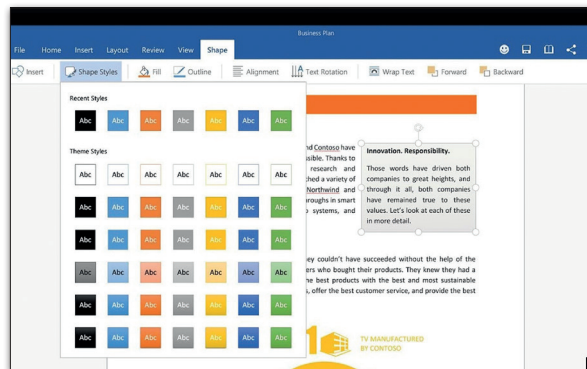 Business Plan
File Home Insert Layout Review View Shape
Insert Shape Styles Fill Outline Alignment Text Rotation Wrap Text Forward Backward
Recent Styles
Abc Abc Abc Abc Abc Abc Abc
Theme Styles
Abc Abc Abc Abc Abc Abc Abc
Abc Abc Abc Abc Abc Abc Abc
Abc Abc Abc Abc Abc Abc Abc
Abc Abc Abc Abc Abc Abc Abc
Abc Abc Abc Abc Abc Abc Abc
Abc Abc Abc Abc Abc Abc Abc
nd Contoso have
ssible. Thanks to
research and
ched a variety of
Northwind and
roughs in smart
systems, and
Innovation. Responsibility.
Those words have driven both
companies to great heights, and
through it all, both companies
have remained true to these
values. Let's look at each of these
in more detail.
ey couldn't have succeeded without the help of the
ers who bought their products. They knew they had a
he best products with the best and most sustainable
s, offer the best customer service, and provide the best
1
TV MANUFACTURED
BY CONTOSO